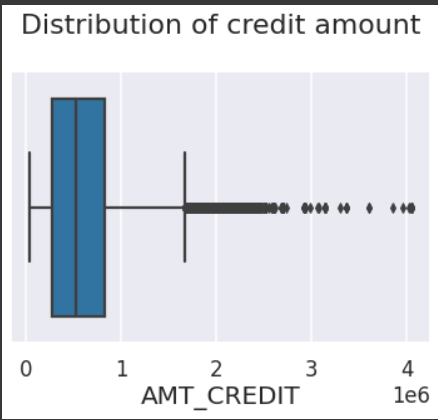 Distribution of credit amount
0 1 2 3 4
1e6
AMT_CREDIT